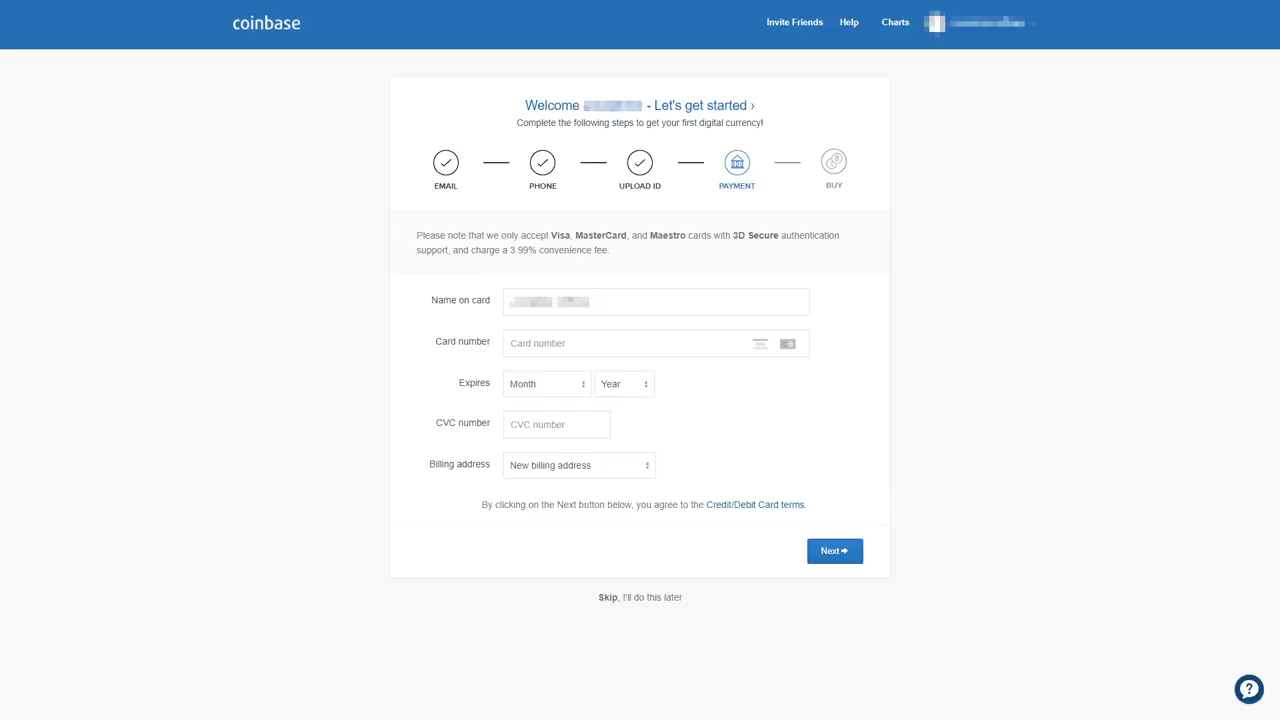 coinbase
Invite Friends Help Charts
Welcome - Let's get started ›
Complete the following steps to get your first digital currency!
EMAIL PHONE UPLOAD ID PAYMENT BUY
Please note that we only accept Visa, MasterCard, and Maestro cards with 3D Secure authentication
support, and charge a 3.99% convenience fee.
Name on card
Card number Card number
Expires Month Year
CVC number CVC number
Billing address New billing address
By clicking on the Next button below, you agree to the Credit/Debit Card terms.
Next
Skip, I'll do this later
?